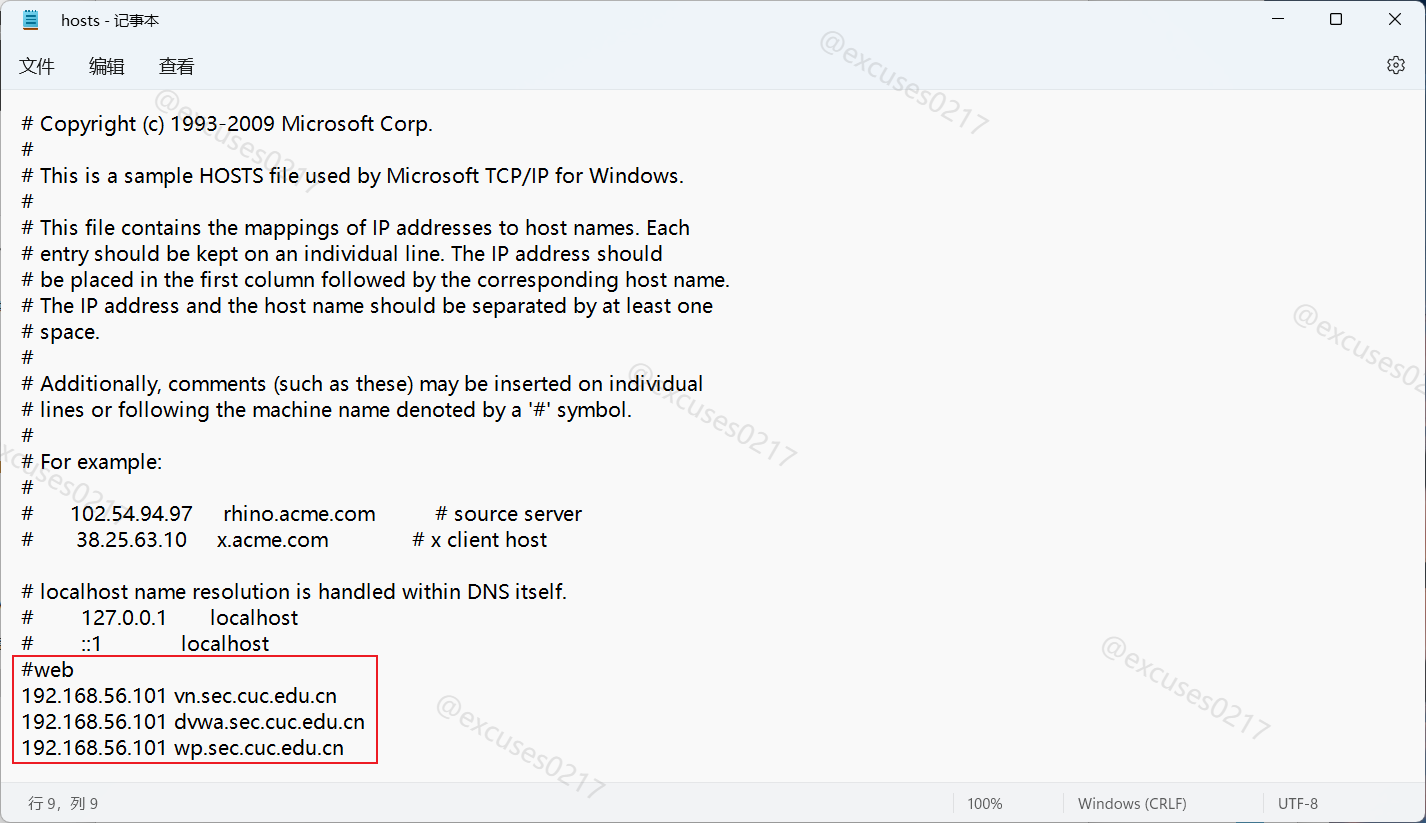 hosts - 记事本
文件 编辑 查看
# Copyright (c) 1993-2009 Microsoft Corp.
#
# This is a sample HOSTS file used by Microsoft TCP/IP for Windows.
#
# This file contains the mappings of IP addresses to host names. Each
# entry should be kept on an individual line. The IP address should
# be placed in the first column followed by the corresponding host name.
# The IP address and the host name should be separated by at least one
# space.
#
# Additionally, comments (such as these) may be inserted on individual
# lines or following the machine name denoted by a '#' symbol.
#
# For example:
#
#      102.54.94.97     rhino.acme.com          # source server
#       38.25.63.10     x.acme.com              # x client host

# localhost name resolution is handled within DNS itself.
#        127.0.0.1       localhost
#        ::1             localhost
#web
192.168.56.101 vn.sec.cuc.edu.cn
192.168.56.101 dvwa.sec.cuc.edu.cn
192.168.56.101 wp.sec.cuc.edu.cn
行 9，列 9 100% Windows (CRLF) UTF-8
@excuses0217
@excuses0217
@excuses02
@excuses0217
xcuses0217
@excuses0217
@excuses0217